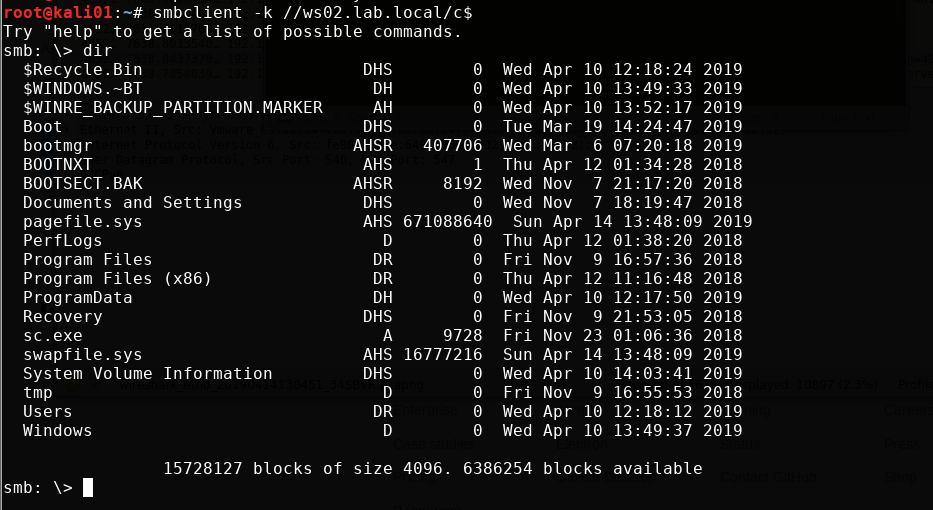 root@kali01:~# smbclient -k //ws02.lab.local/c$
Try "help" to get a list of possible commands.
smb: \> dir
$Recycle.Bin DHS 0 Wed Apr 10 12:18:24 2019
$WINDOWS.~BT DH 0 Wed Apr 10 13:49:33 2019
$WINRE_BACKUP_PARTITION.MARKER AH 0 Wed Apr 10 13:52:17 2019
Boot DHS 0 Tue Mar 19 14:24:47 2019
bootmgr AHSR 407706 Wed Mar 6 07:20:18 2019
BOOTNXT AHS 1 Thu Apr 12 01:34:28 2018
BOOTSECT.BAK AHSR 8192 Wed Nov 7 21:17:20 2018
Documents and Settings DHS 0 Wed Nov 7 18:19:47 2018
pagefile.sys AHS 671088640 Sun Apr 14 13:48:09 2019
PerfLogs D 0 Thu Apr 12 01:38:20 2018
Program Files DR 0 Fri Nov 9 16:57:36 2018
Program Files (x86) DR 0 Thu Apr 12 11:16:48 2018
ProgramData DH 0 Wed Apr 10 12:17:50 2019
Recovery DHS 0 Fri Nov 9 21:53:05 2018
sc.exe A 9728 Fri Nov 23 01:06:36 2018
swapfile.sys AHS 16777216 Sun Apr 14 13:48:09 2019
System Volume Information DHS 0 Wed Apr 10 14:03:41 2019
tmp D 0 Fri Nov 9 16:55:53 2018
Users DR 0 Wed Apr 10 12:18:12 2019
Windows D 0 Wed Apr 10 13:49:37 2019
15728127 blocks of size 4096. 6386254 blocks available
smb: \>